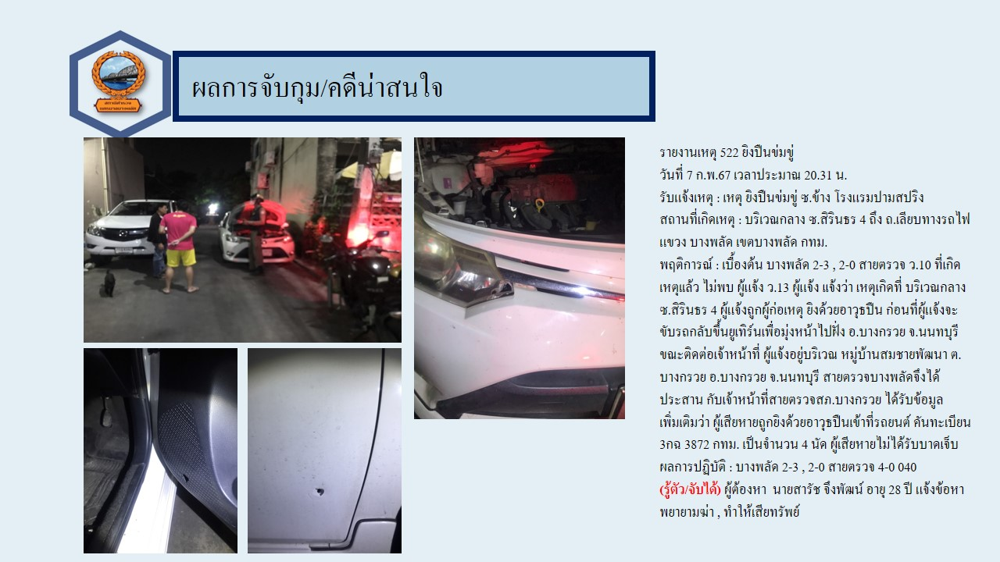 ผลการจับกุม/คดีน่าสนใจ
รายงานเหตุ 522 ยิงปืนข่มขู่
วันที่ 7 ก.พ.67 เวลาประมาณ 20.31 น.
รับแจ้งเหตุ : เหตุ ยิงปืนข่มขู่ ซ.ข้าง โรงแรมปามสปริง
สถานที่เกิดเหตุ : บริเวณกลาง ซ.สิรินธร 4 ถึง ถ.เลียบทางรถไฟ
แขวง บางพลัด เขตบางพลัด กทม.
พฤติการณ์ : เบื้องต้น บางพลัด 2-3 , 2-0 สายตรวจ ว.10 ที่เกิด
เหตุแล้ว ไม่พบ ผู้แจ้ง ว.13 ผู้แจ้ง แจ้งว่า เหตุเกิดที่ บริเวณกลาง
ซ.สิรินธร 4 ผู้แจ้งถูกผู้ก่อเหตุ ยิงด้วยอาวุธปืน ก่อนที่ผู้แจ้งจะ
ขับรถกลับขึ้นยูเทิร์นเพื่อมุ่งหน้าไปฝั่ง อ.บางกรวย จ.นนทบุรี
ขณะติดต่อเจ้าหน้าที่ ผู้แจ้งอยู่บริเวณ หมู่บ้านสมชายพัฒนา ต.
บางกรวย อ.บางกรวย จ.นนทบุรี สายตรวจบางพลัดจึงได้
ประสาน กับเจ้าหน้าที่สายตรวจสภ.บางกรวย ได้รับข้อมูล
เพิ่มเติมว่า ผู้เสียหายถูกยิงด้วยอาวุธปืนเข้าที่รถยนต์ คันทะเบียน
3กฉ 3872 กทม. เป็นจำนวน 4 นัด ผู้เสียหายไม่ได้รับบาดเจ็บ
ผลการปฏิบัติ : บางพลัด 2-3 , 2-0 สายตรวจ 4-0 040
(รู้ตัว/จับได้) ผู้ต้องหา นายสารัช จึงพัฒน์ อายุ 28 ปี แจ้งข้อหา
พยายามฆ่า , ทำให้เสียทรัพย์